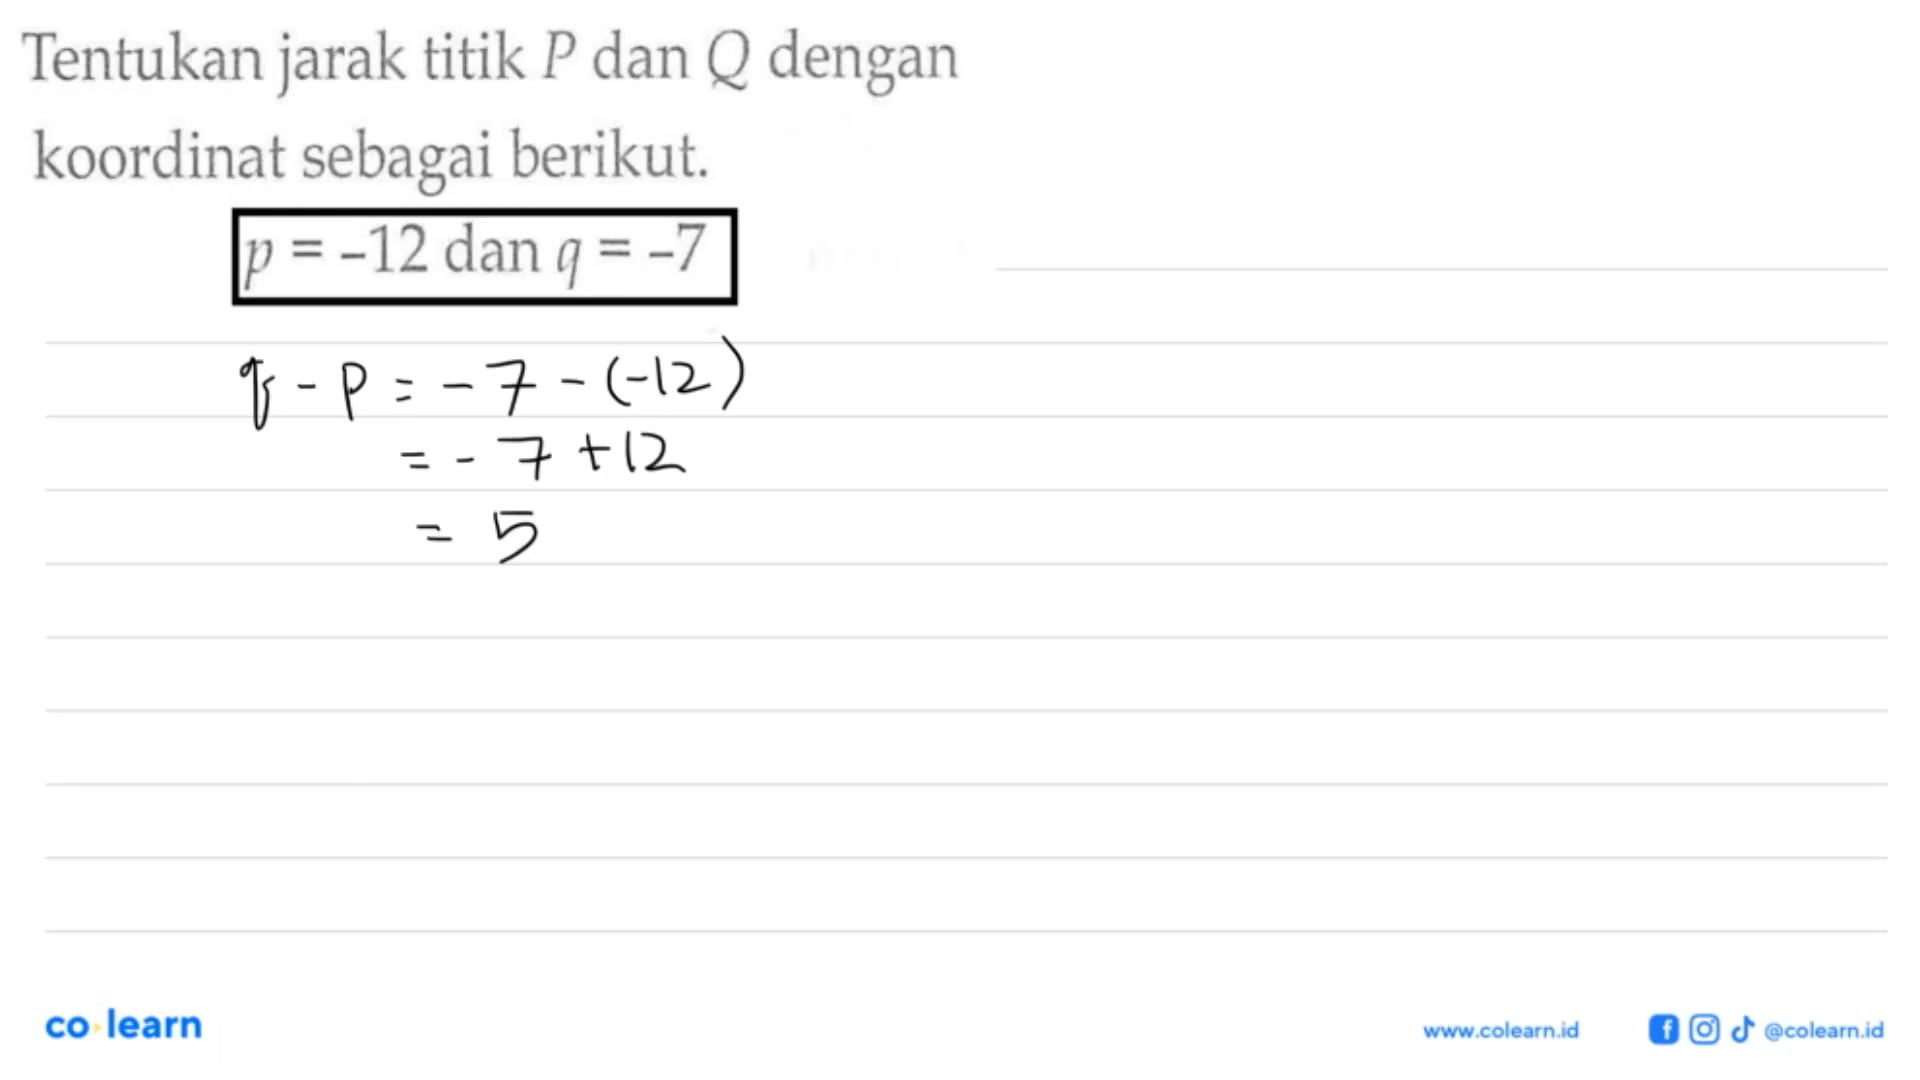 Tentukan jarak titik P dan Q dengan
koordinat sebagai berikut.
p = –12 dan q = –7
q - p = - 7 - (-12)
= - 7 + 12
= 5
co learn
www.colearn.id
@colearn.id